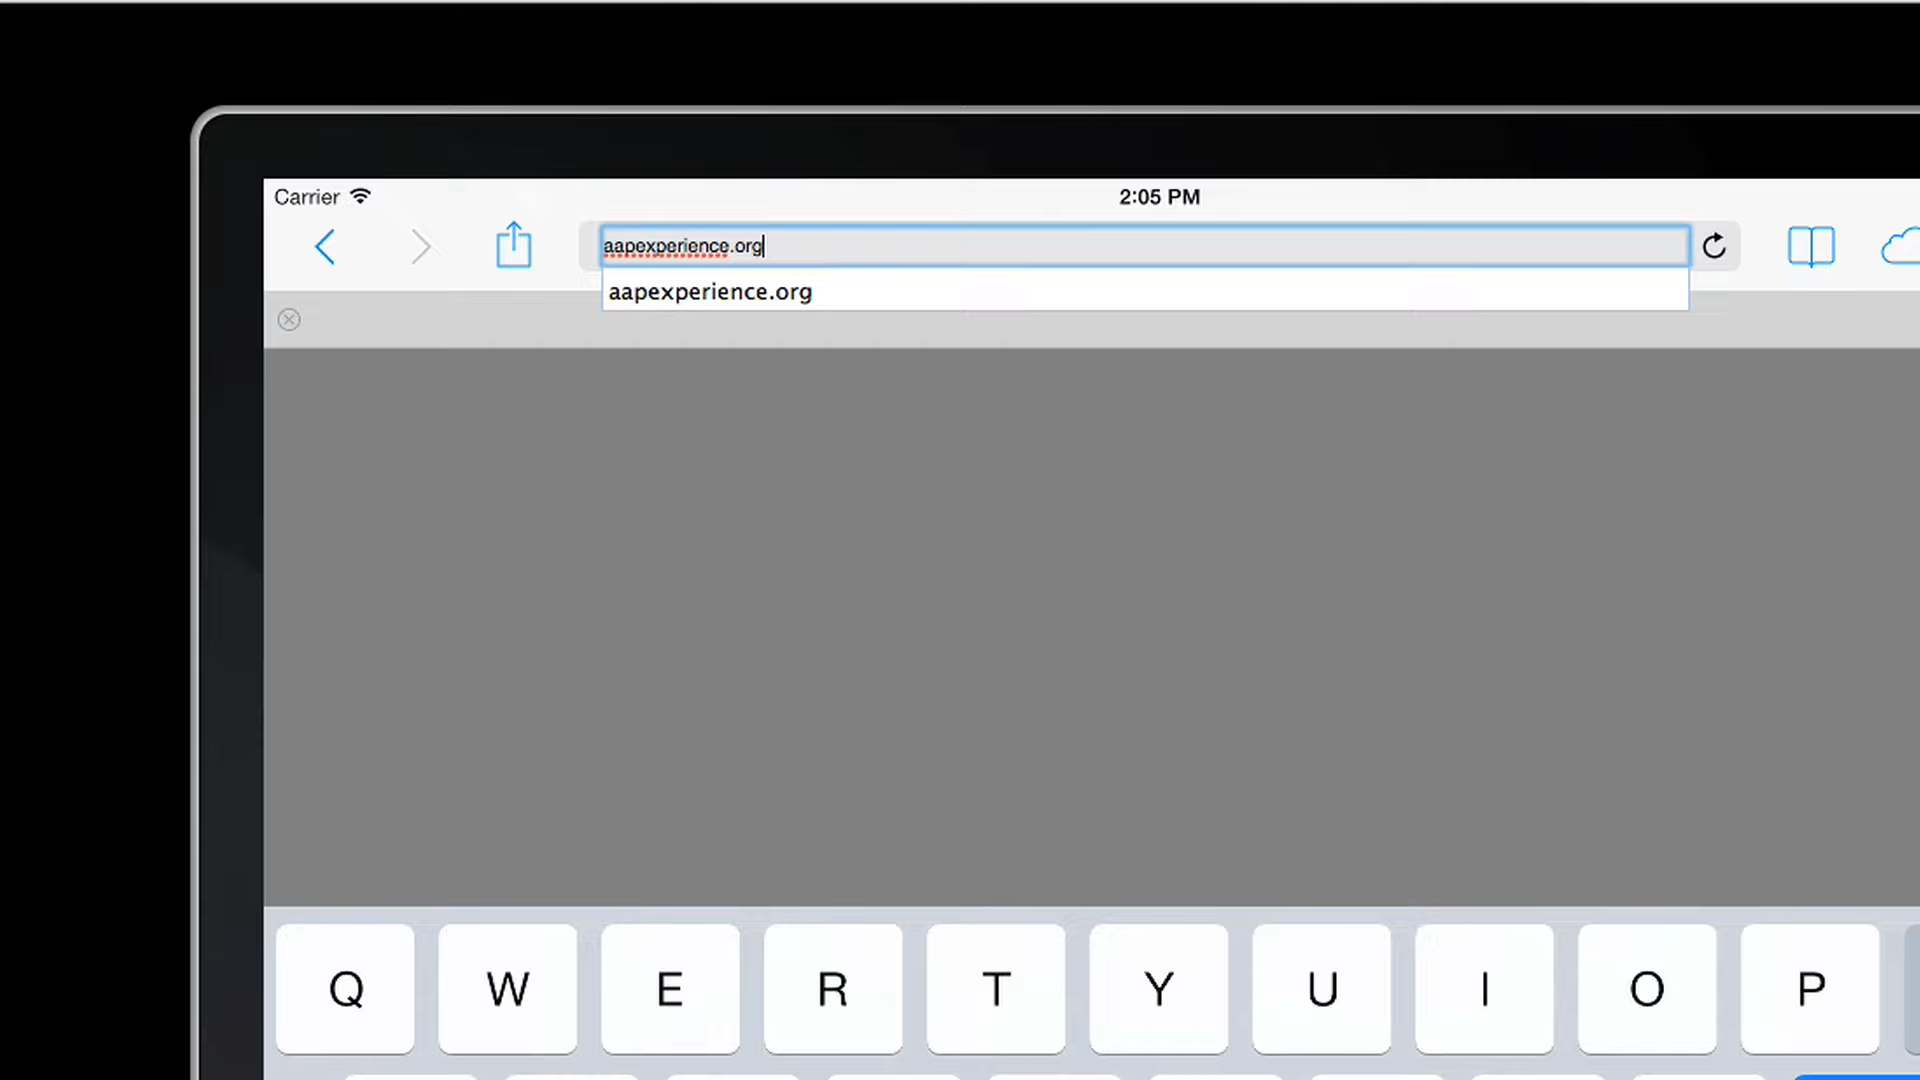 Carrier
2:05 PM
aapexperience.org
aapexperience.org
Q W E R T Y U I O P